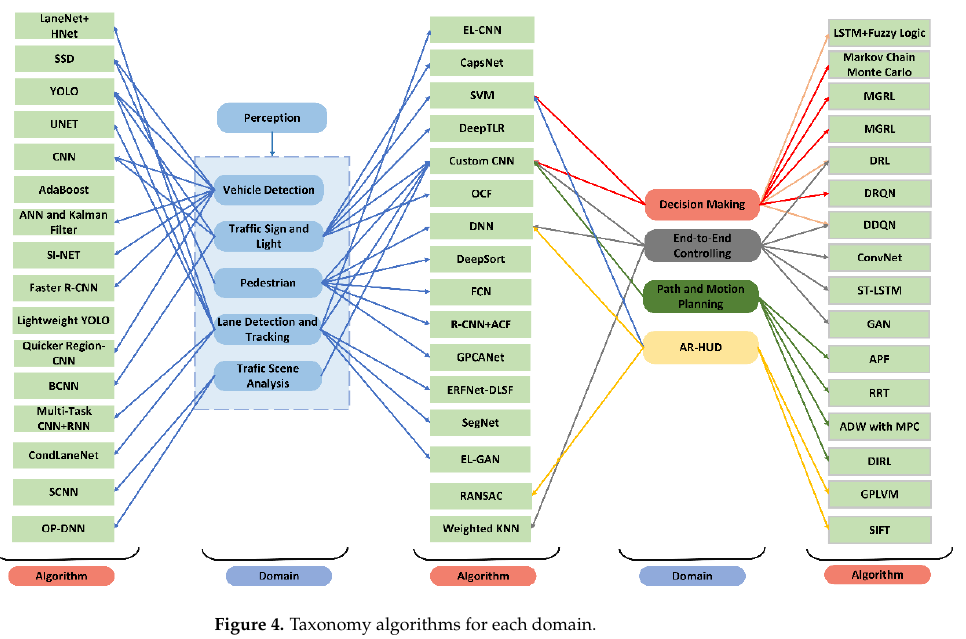 LaneNet+
HNet
SSD
YOLO
UNET
CNN
AdaBoost
ANN and Kalman
Filter
SI-NET
Faster R-CNN
Lightweight YOLO
Quicker Region-
CNN
BCNN
Multi-Task
CNN+RNN
CondLaneNet
SCNN
OP-DNN
Algorithm
Perception
Vehicle Detection
Traffic Sign and
Light
Pedestrian
Lane Detection and
Tracking
Trafic Scene
Analysis
Domain
EL-CNN
CapsNet
SVM
DeepTLR
Custom CNN
OCF
DNN
DeepSort
FCN
R-CNN+ACF
GPCANet
ERFNet-DLSF
SegNet
EL-GAN
RANSAC
Weighted KNN
Algorithm
Decision Making
End-to-End
Controlling
Path and Motion
Planning
AR-HUD
Domain
LSTM+Fuzzy Logic
Markov Chain
Monte Carlo
MGRL
MGRL
DRL
DRQN
DDQN
ConvNet
ST-LSTM
GAN
APF
RRT
ADW with MPC
DIRL
GPLVM
SIFT
Algorithm
Figure 4. Taxonomy algorithms for each domain.